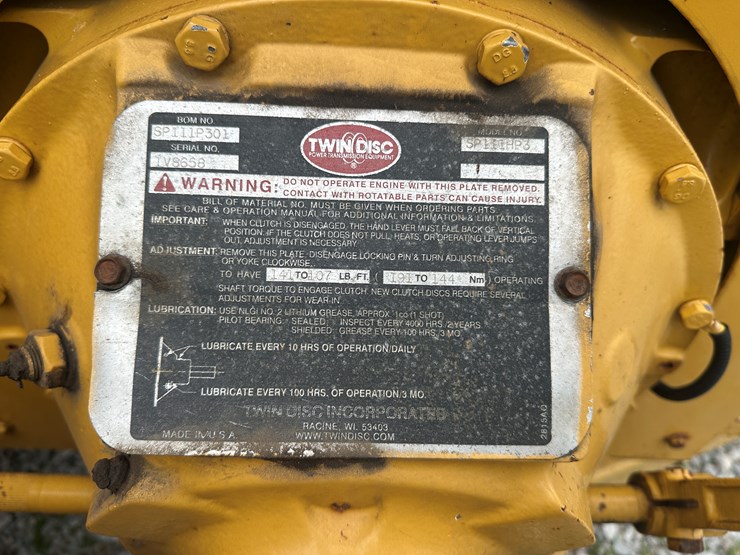 DG
8.8
DG
8.8
BOM NO.
SP111P301
MODEL NO.
SP111HP3
SERIAL NO.
TWIN DISC
POWER TRANSMISSION EQUIPMENT
WARNING: DO NOT OPERATE ENGINE WITH THIS PLATE REMOVED.
CONTACT WITH ROTATABLE PARTS CAN CAUSE INJURY.
BILL OF MATERIAL NO. MUST BE GIVEN WHEN ORDERING PARTS.
SEE CARE & OPERATION MANUAL FOR ADDITIONAL INFORMATION & LIMITATIONS.
IMPORTANT: WHEN CLUTCH IS DISENGAGED, THE HAND LEVER MUST FALL BACK OF VERTICAL
POSITION. IF THE CLUTCH DOES NOT PULL, HEATS, OR OPERATING LEVER JUMPS
OUT, ADJUSTMENT IS NECESSARY.
ADJUSTMENT: REMOVE THIS PLATE. DISENGAGE LOCKING PIN & TURN ADJUSTING RING
OR YOKE CLOCKWISE.
TO HAVE 141 TO 107 LB. FT. ( 191 TO 144 Nm) OPERATING
SHAFT TORQUE TO ENGAGE CLUTCH. NEW CLUTCH DISCS REQUIRE SEVERAL
ADJUSTMENTS FOR WEAR-IN.
LUBRICATION: USE NLGI NO. 2 LITHIUM GREASE, APPROX. 1cc (1 SHOT)
PILOT BEARING: SEALED: INSPECT EVERY 4000 HRS./2 YEARS
SHIELDED: GREASE EVERY 100 HRS./3 MO.
LUBRICATE EVERY 10 HRS OF OPERATION/DAILY
LUBRICATE EVERY 100 HRS. OF OPERATION/3 MO.
TWIN DISC INCORPORATED
RACINE, WI. 53403
MADE IN U.S.A.
WWW.TWINDISC.COM